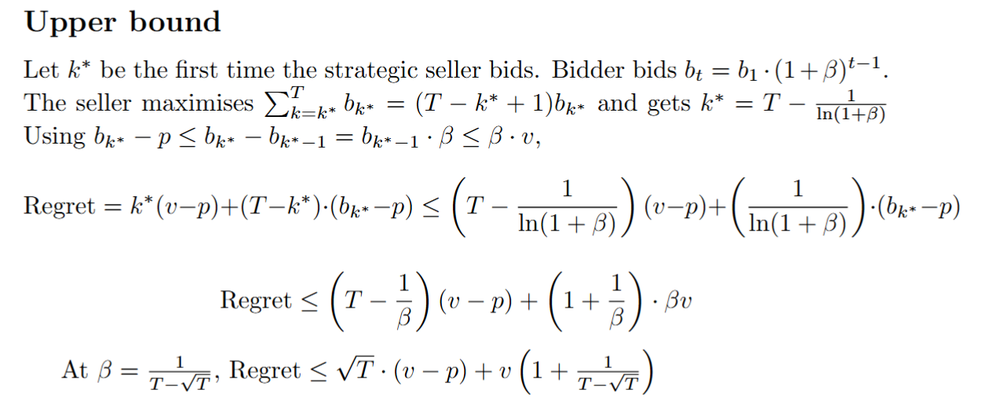 Upper bound
Let $k^*$ be the first time the strategic seller bids. Bidder bids $b_t = b_1 \cdot (1+\beta)^{t-1}$.
The seller maximises $\sum_{k=k^*}^{T} b_{k^*} = (T - k^* + 1)b_{k^*}$ and gets $k^* = T - \frac{1}{\ln(1+\beta)}$
Using $b_{k^*} - p \leq b_{k^*} - b_{k^*-1} = b_{k^*-1} \cdot \beta \leq \beta \cdot v$,
$\text{Regret} = k^*(v-p)+(T-k^*)\cdot(b_{k^*}-p) \leq \left(T - \frac{1}{\ln(1+\beta)}\right)(v-p)+\left(\frac{1}{\ln(1+\beta)}\right)\cdot(b_{k^*}-p)$
$\text{Regret} \leq \left(T - \frac{1}{\beta}\right)(v-p) + \left(1 + \frac{1}{\beta}\right) \cdot \beta v$
At $\beta = \frac{1}{T-\sqrt{T}}$, $\text{Regret} \leq \sqrt{T} \cdot (v-p) + v\left(1 + \frac{1}{T-\sqrt{T}}\right)$